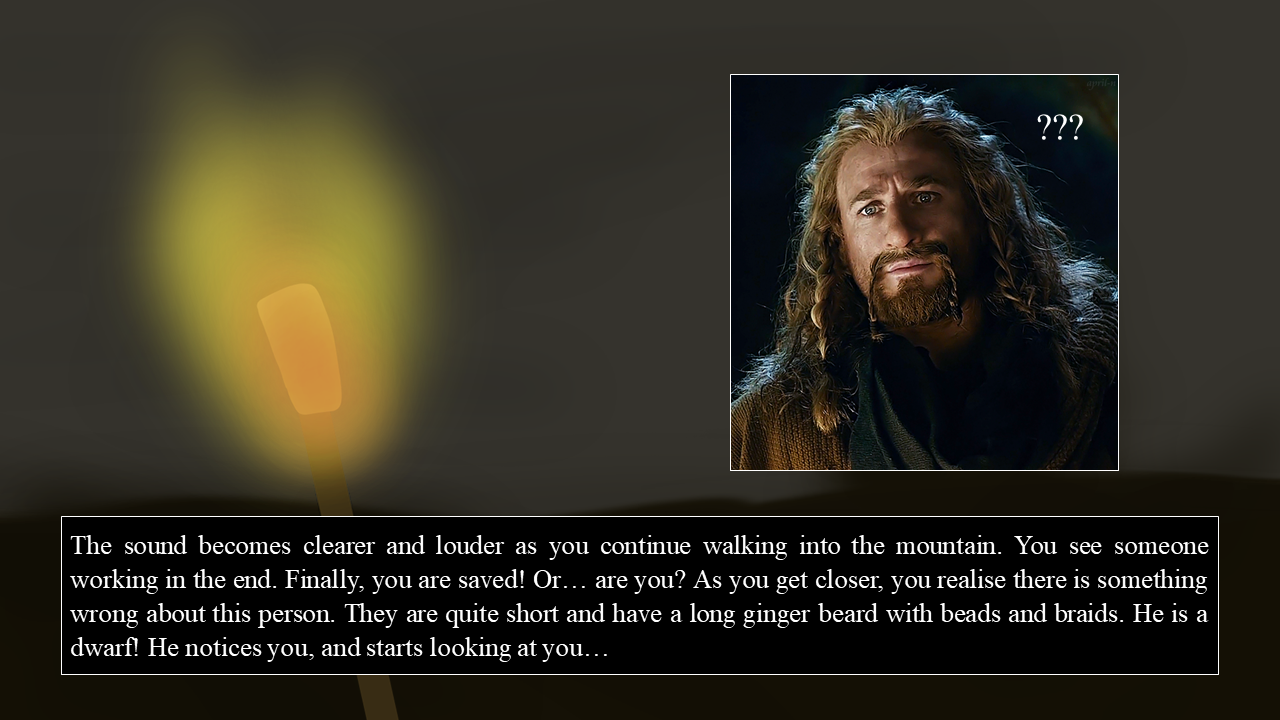 ???
The sound becomes clearer and louder as you continue walking into the mountain. You see someone
working in the end. Finally, you are saved! Or… are you? As you get closer, you realise there is something
wrong about this person. They are quite short and have a long ginger beard with beads and braids. He is a
dwarf! He notices you, and starts looking at you…